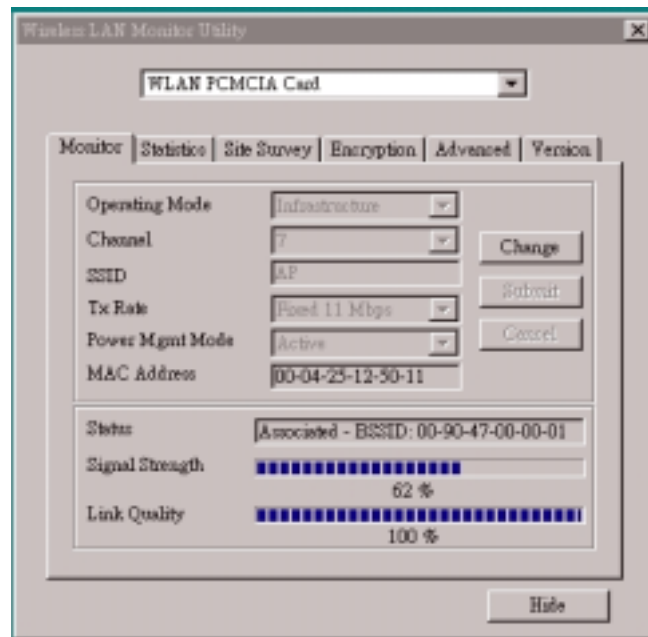 Wireless LAN Monitor Utility
WLAN PCMCIA Card
Monitor Statistics Site Survey Encryption Advanced Version
Operating Mode Infrastructure
Channel 7 Change
SSID AP Submit
Tx Rate Fixed 11 Mbps Cancel
Power Mgmt Mode Active
MAC Address 00-04-25-12-50-11
Status Associated - BSSID: 00-90-47-00-00-01
Signal Strength
62 %
Link Quality
100 %
Hide